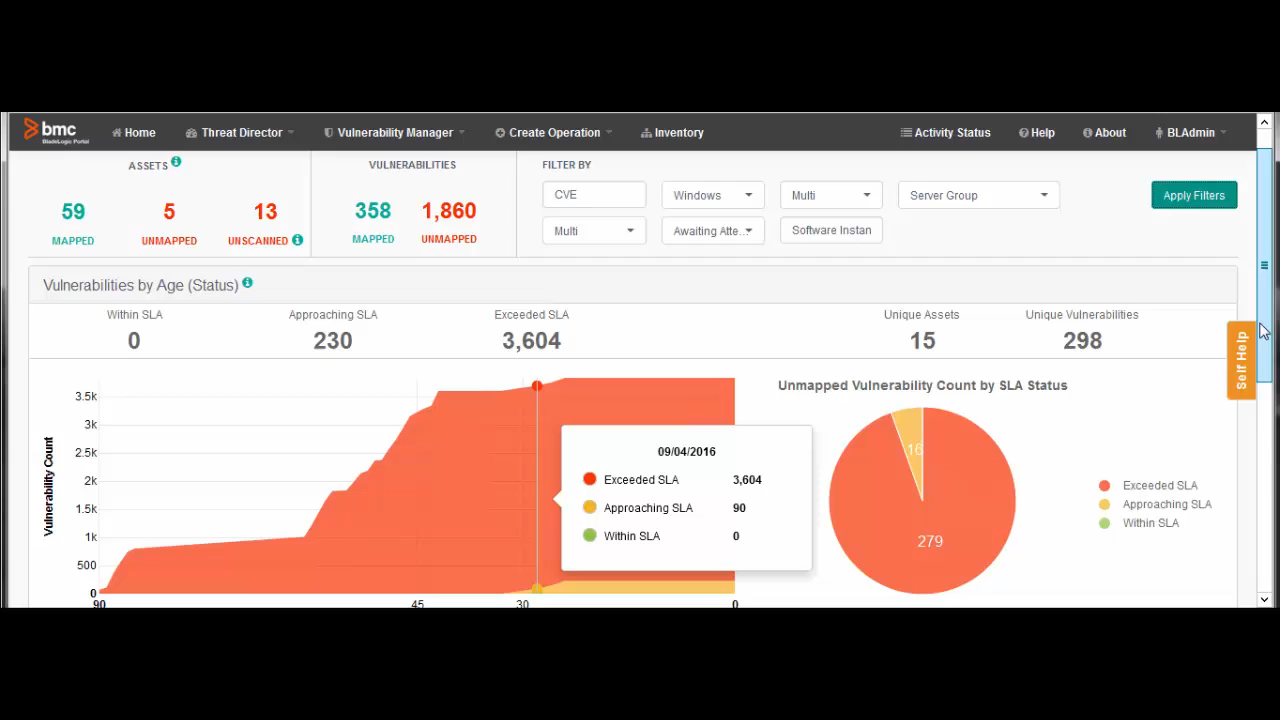 bmc
BladeLogic Portal
Home
Threat Director
Vulnerability Manager
Create Operation
Inventory
Activity Status
Help
About
BLAdmin
ASSETS
VULNERABILITIES
FILTER BY
59
5
13
358
1,860
MAPPED
UNMAPPED
UNSCANNED
MAPPED
UNMAPPED
CVE
Windows
Multi
Server Group
Apply Filters
Multi
Awaiting Atte...
Software Instan
Vulnerabilities by Age (Status)
Within SLA
Approaching SLA
Exceeded SLA
Unique Assets
Unique Vulnerabilities
0
230
3,604
15
298
Self Help
Vulnerability Count
3.5k
3k
2.5k
2k
1.5k
1k
500
0
90
45
30
0
09/04/2016
Exceeded SLA 3,604
Approaching SLA 90
Within SLA 0
Unmapped Vulnerability Count by SLA Status
16
279
Exceeded SLA
Approaching SLA
Within SLA